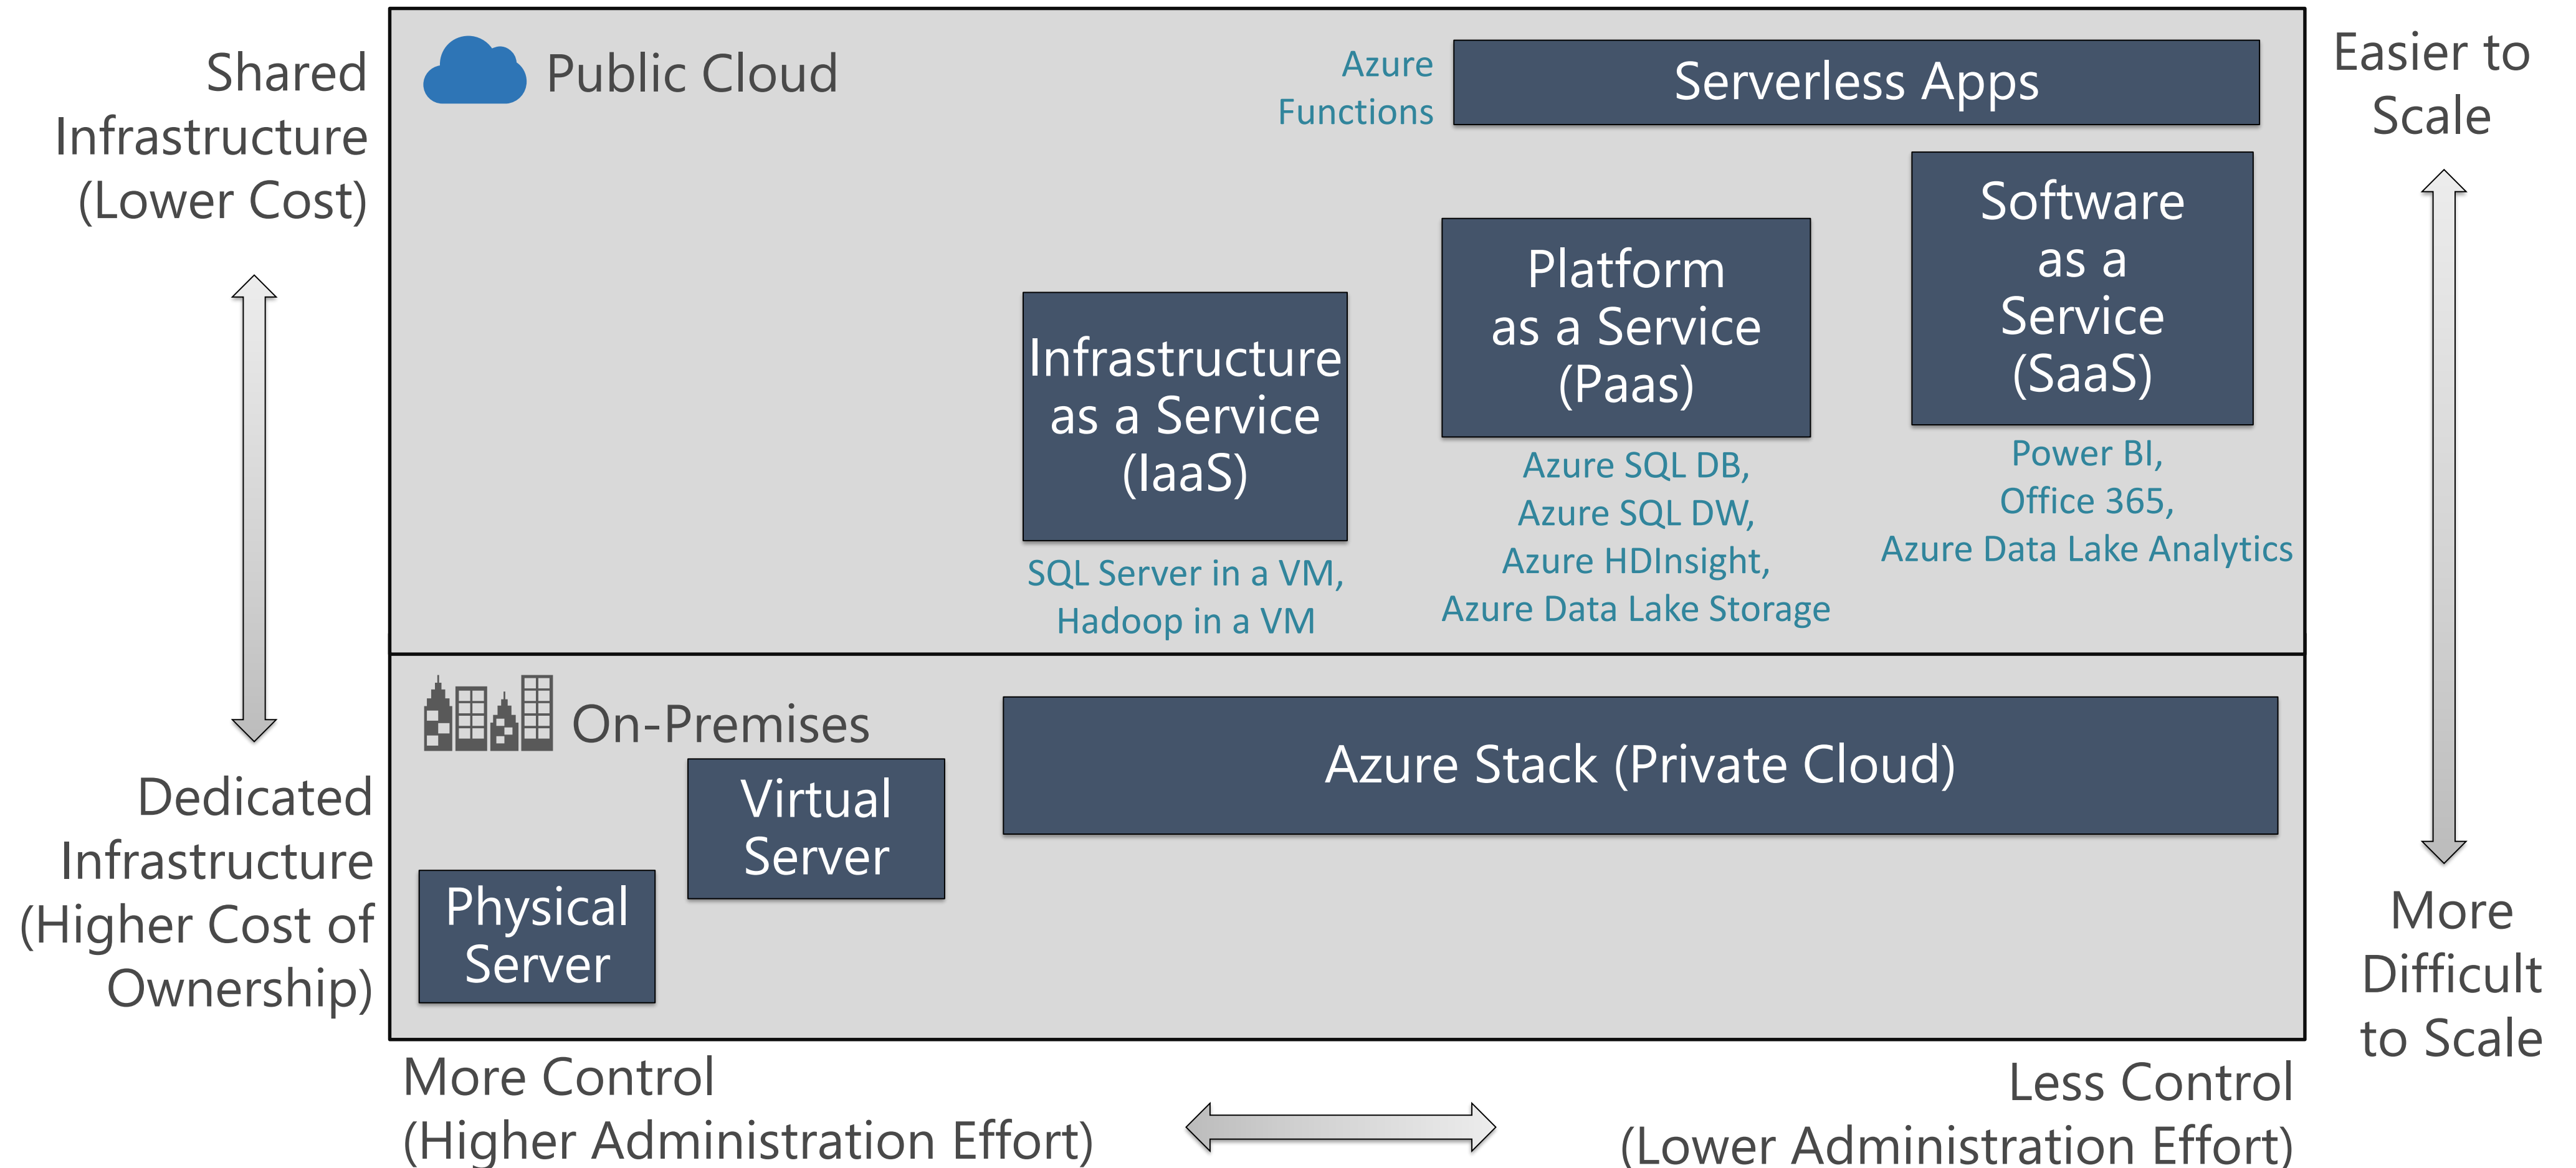 Shared
Infrastructure
(Lower Cost)
Dedicated
Infrastructure
(Higher Cost of
Ownership)
Public Cloud
Azure
Functions
Serverless Apps
Infrastructure
as a Service
(IaaS)
SQL Server in a VM,
Hadoop in a VM
Platform
as a Service
(Paas)
Azure SQL DB,
Azure SQL DW,
Azure HDInsight,
Azure Data Lake Storage
Software
as a
Service
(SaaS)
Power BI,
Office 365,
Azure Data Lake Analytics
On-Premises
Physical
Server
Virtual
Server
Azure Stack (Private Cloud)
Easier to
Scale
More
Difficult
to Scale
More Control
(Higher Administration Effort)
Less Control
(Lower Administration Effort)